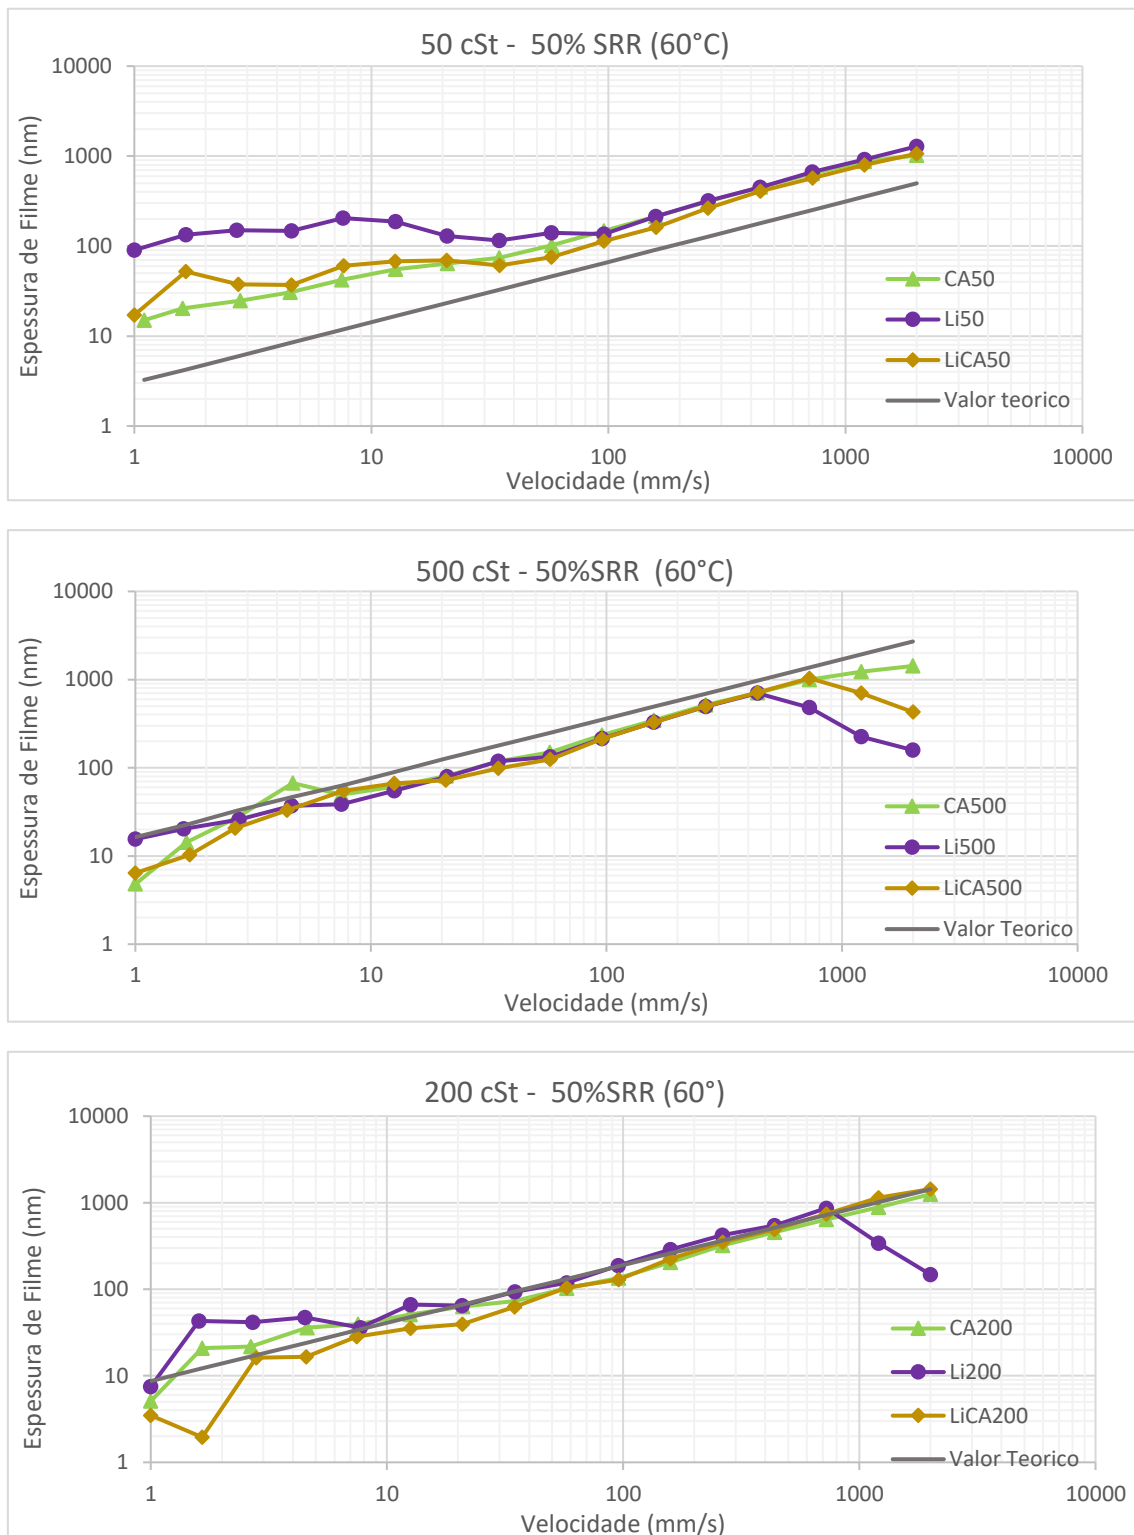 50 cSt - 50% SRR (60°C)
Espessura de Filme (nm)
10000
1000
100
10
1
1 10 100 1000 10000
Velocidade (mm/s)
CA50
Li50
LiCA50
Valor teorico
500 cSt - 50%SRR (60°C)
Espessura de Filme (nm)
10000
1000
100
10
1
1 10 100 1000 10000
Velocidade (mm/s)
CA500
Li500
LiCA500
Valor Teorico
200 cSt - 50%SRR (60°)
Espessura de Filme (nm)
10000
1000
100
10
1
1 10 100 1000 10000
Velocidade (mm/s)
CA200
Li200
LiCA200
Valor Teorico